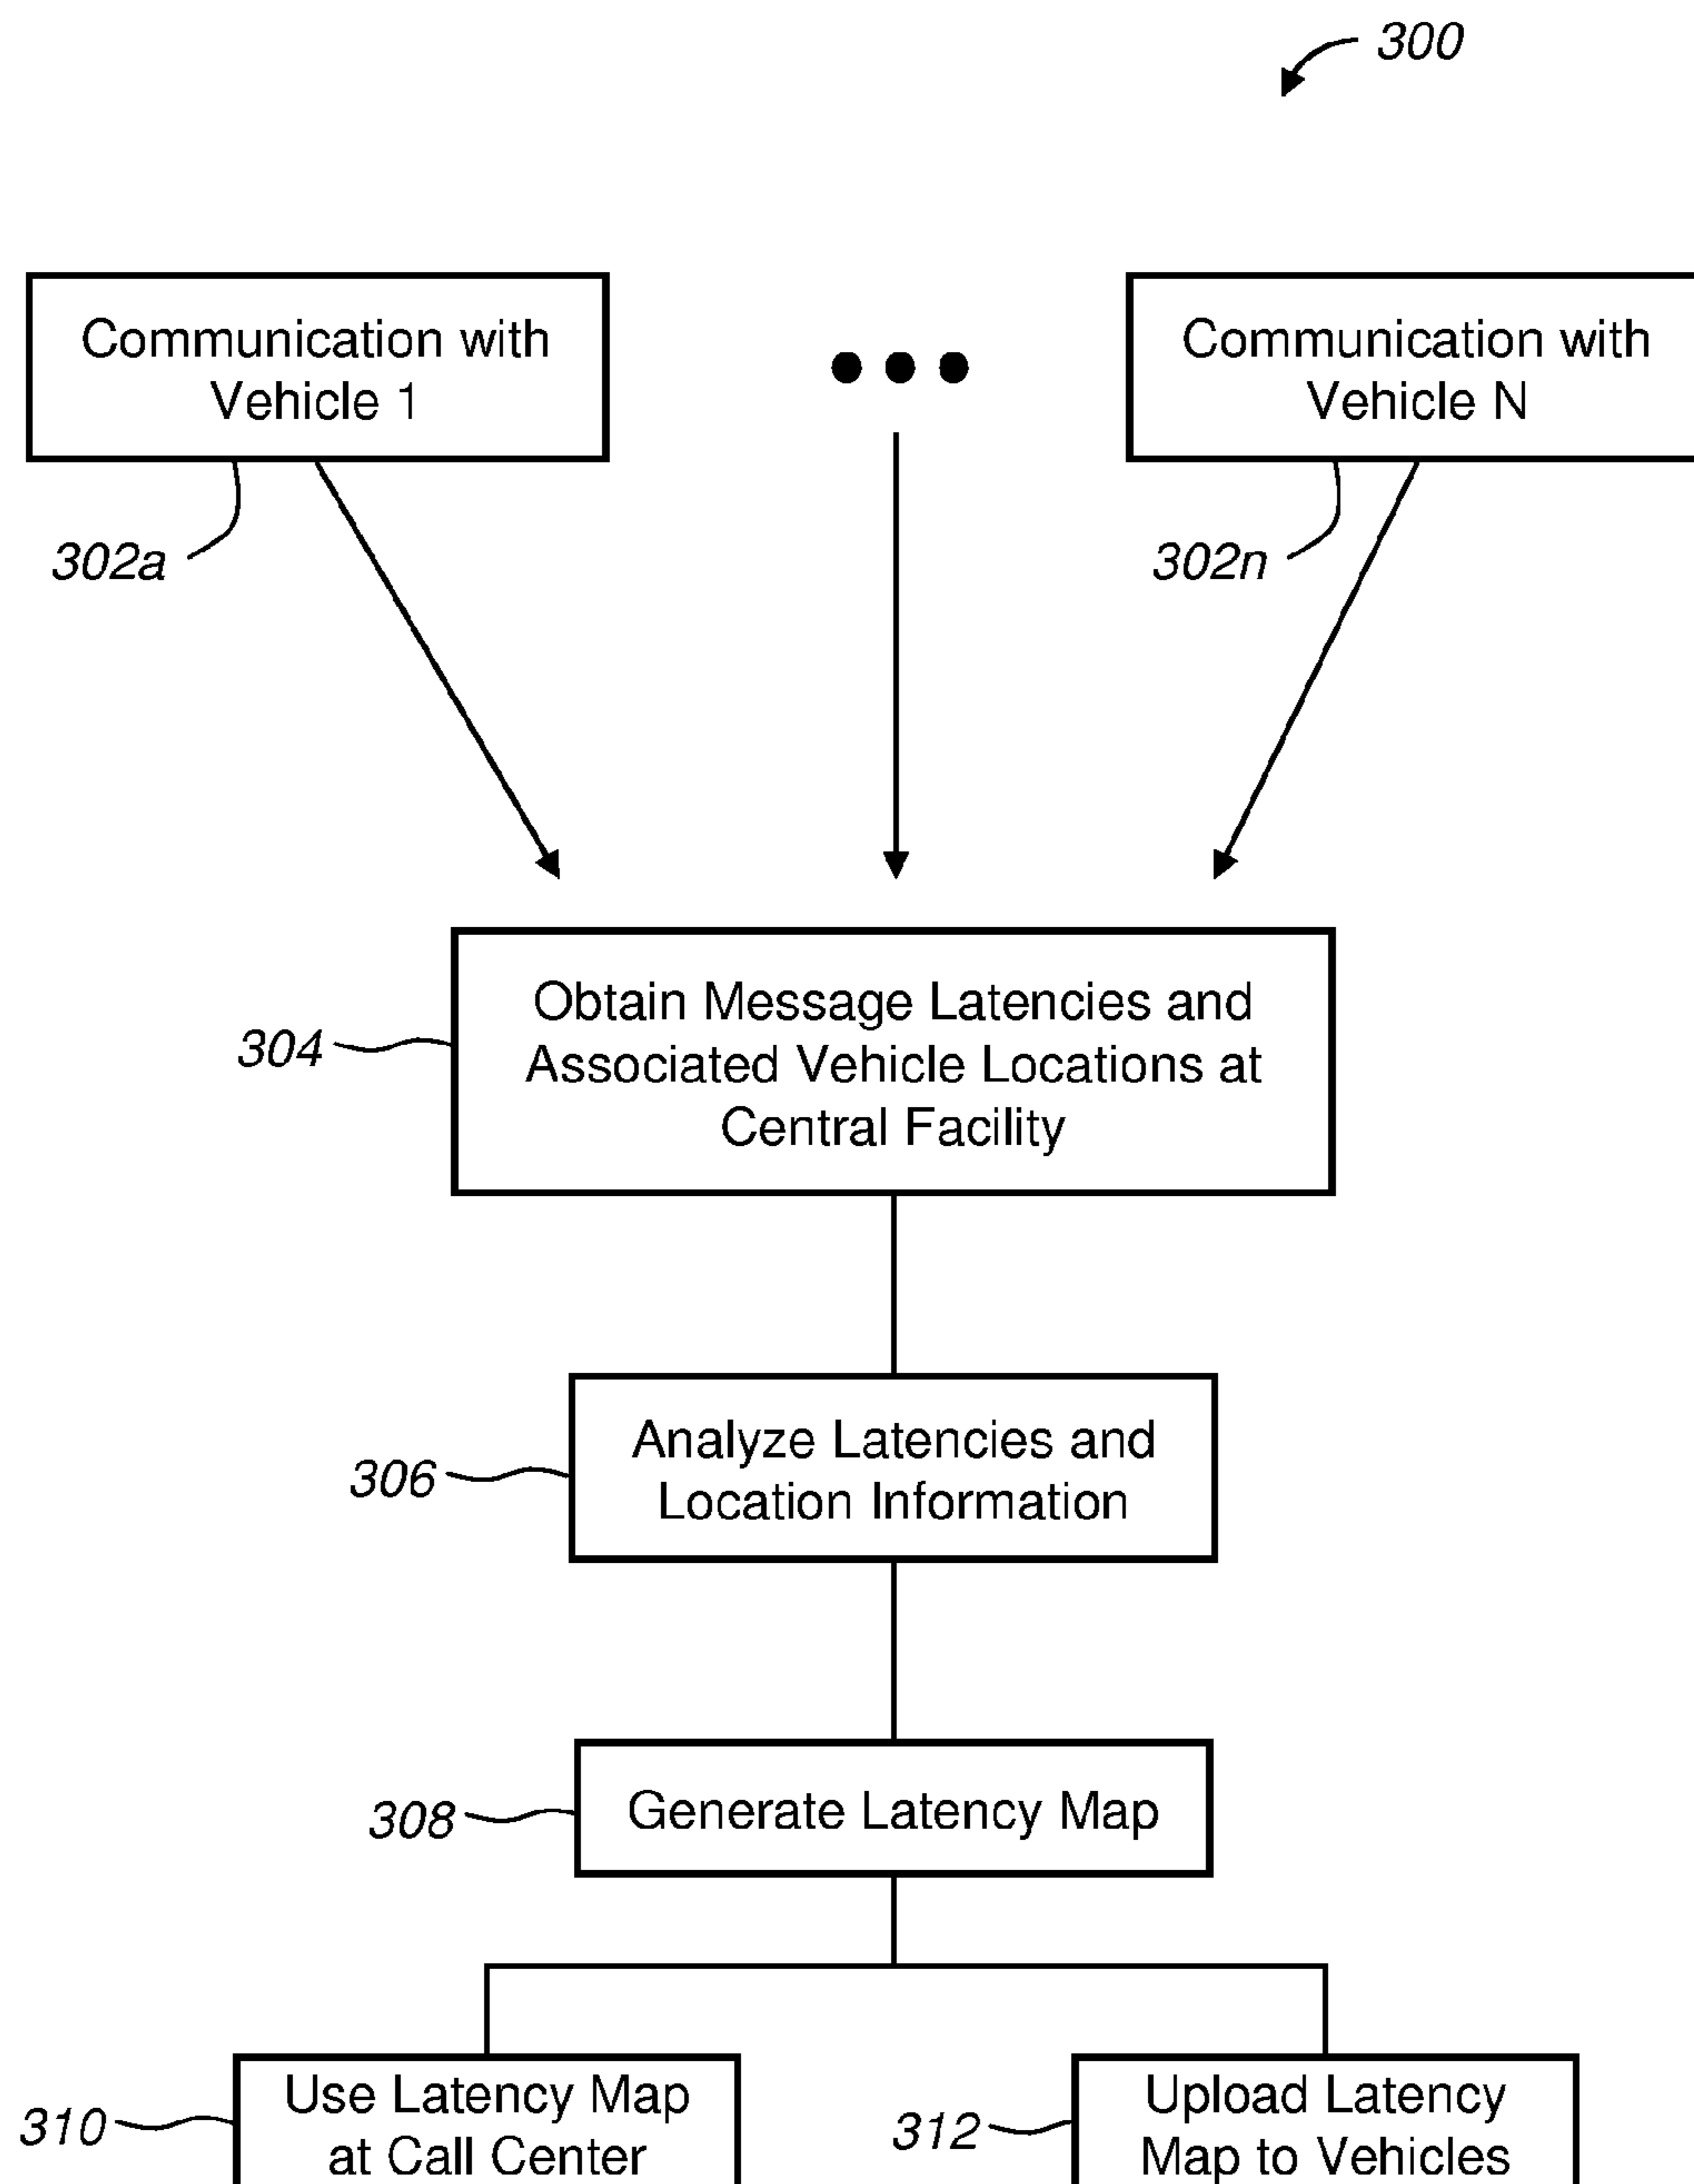 300
Communication with
Vehicle 1
Communication with
Vehicle N
302a
302n
Obtain Message Latencies and
Associated Vehicle Locations at
Central Facility
304
Analyze Latencies and
Location Information
306
Generate Latency Map
308
Use Latency Map
at Call Center
310
Upload Latency
Map to Vehicles
312